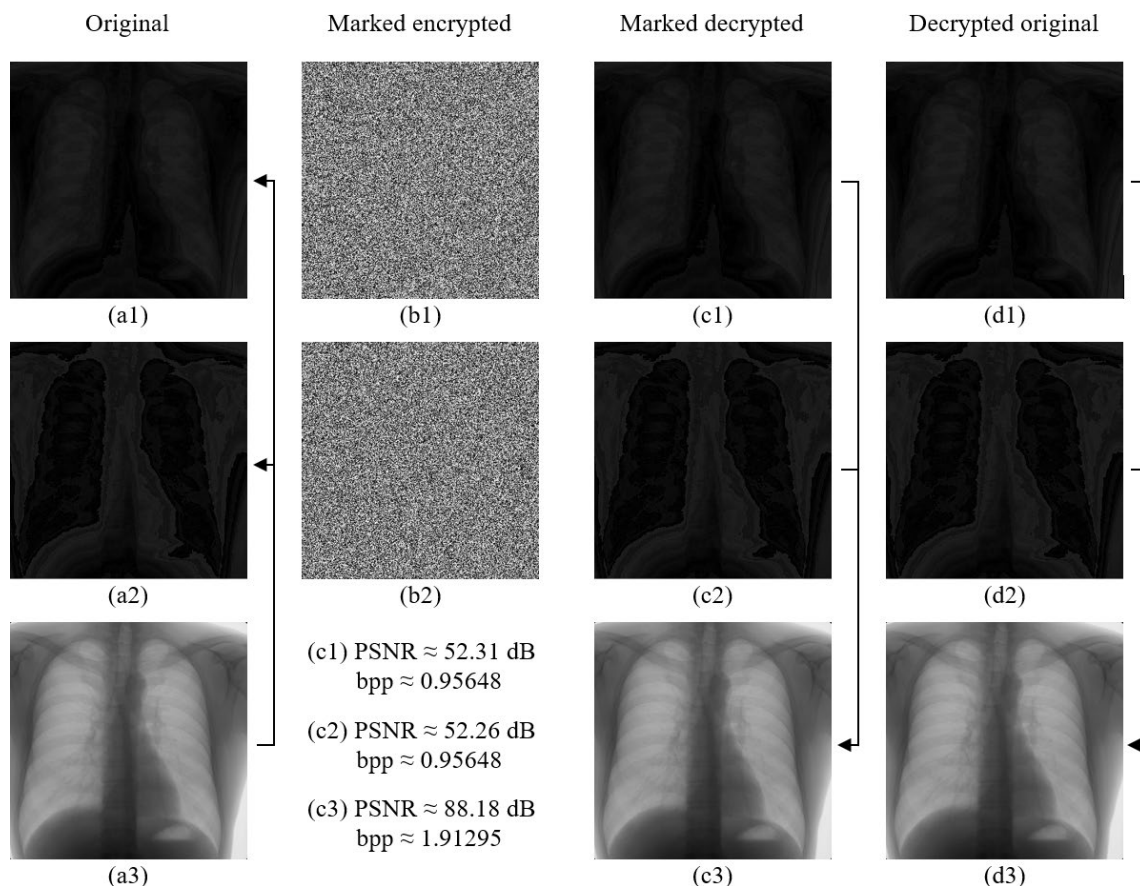 Original
Marked encrypted
Marked decrypted
Decrypted original
(a1)
(b1)
(c1)
(d1)
(a2)
(b2)
(c2)
(d2)
(c1) PSNR ≈ 52.31 dB
bpp ≈ 0.95648
(c2) PSNR ≈ 52.26 dB
bpp ≈ 0.95648
(c3) PSNR ≈ 88.18 dB
bpp ≈ 1.91295
(a3)
(c3)
(d3)